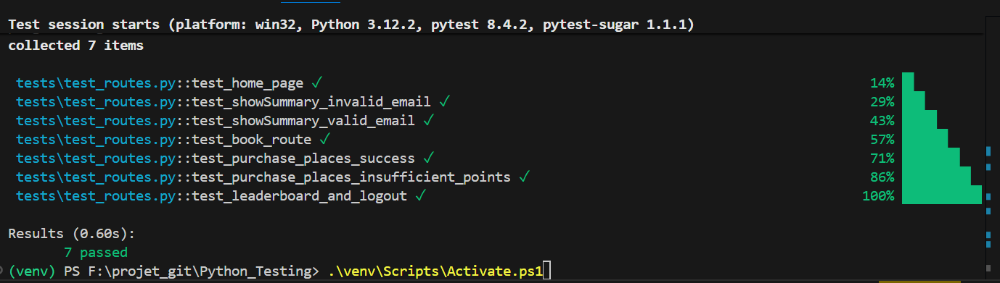 Test session starts (platform: win32, Python 3.12.2, pytest 8.4.2, pytest-sugar 1.1.1)
collected 7 items
tests\test_routes.py::test_home_page ✓ 14%
tests\test_routes.py::test_showSummary_invalid_email ✓ 29%
tests\test_routes.py::test_showSummary_valid_email ✓ 43%
tests\test_routes.py::test_book_route ✓ 57%
tests\test_routes.py::test_purchase_places_success ✓ 71%
tests\test_routes.py::test_purchase_places_insufficient_points ✓ 86%
tests\test_routes.py::test_leaderboard_and_logout ✓ 100%
Results (0.60s):
7 passed
(venv) PS F:\projet_git\Python_Testing> .\venv\Scripts\Activate.ps1